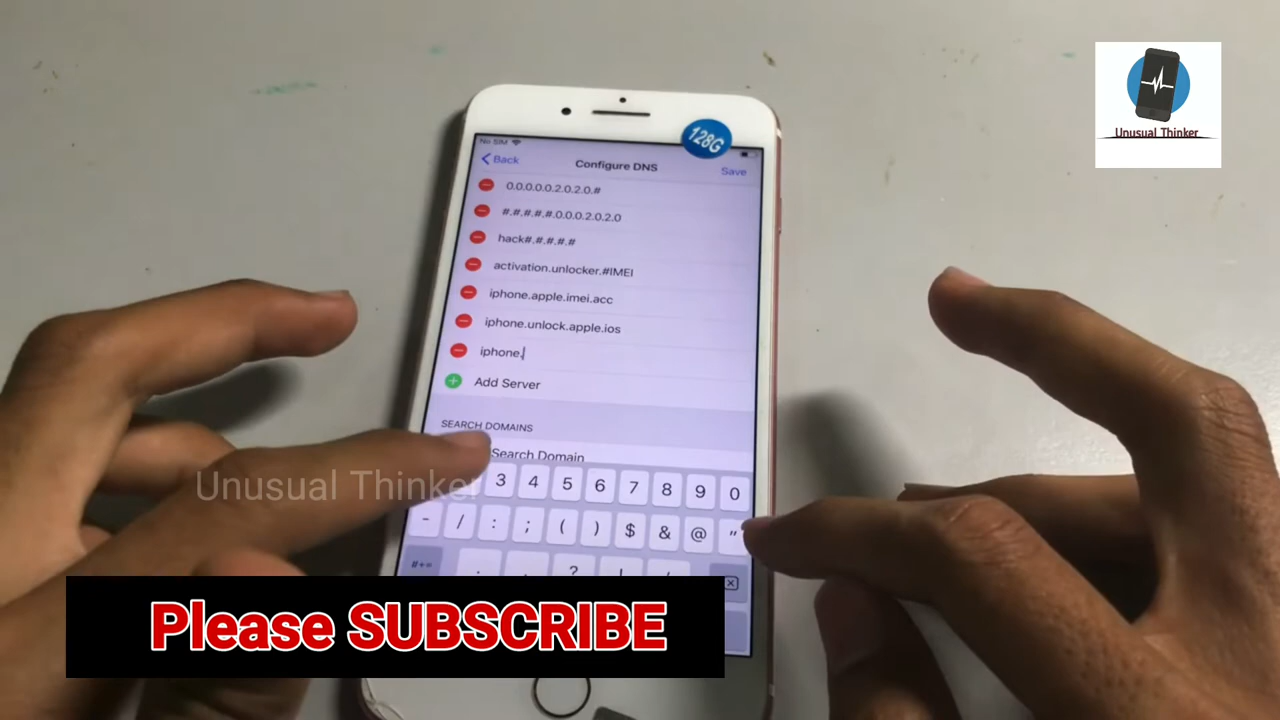 Unusual Thinker
128G
No SIM
Back
Configure DNS
Save
0.0.0.0.0.2.0.2.0.#
#.#.#.#.#.0.0.0.2.0.2.0
hack#.#.#.#.#
activation.unlocker.#IMEI
iphone.apple.imei.acc
iphone.unlock.apple.ios
iphone.
Add Server
SEARCH DOMAINS
Search Domain
Unusual Thinker
3 4 5 6 7 8 9 0
- / : ; ( ) $ & @ "
#+=
. , ? ! '
Please SUBSCRIBE